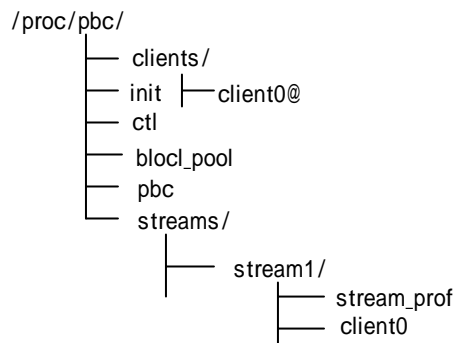 /proc/pbc/
clients/
init client0@
ctl
blocl_pool
pbc
streams/
stream1/
stream_prof
client0